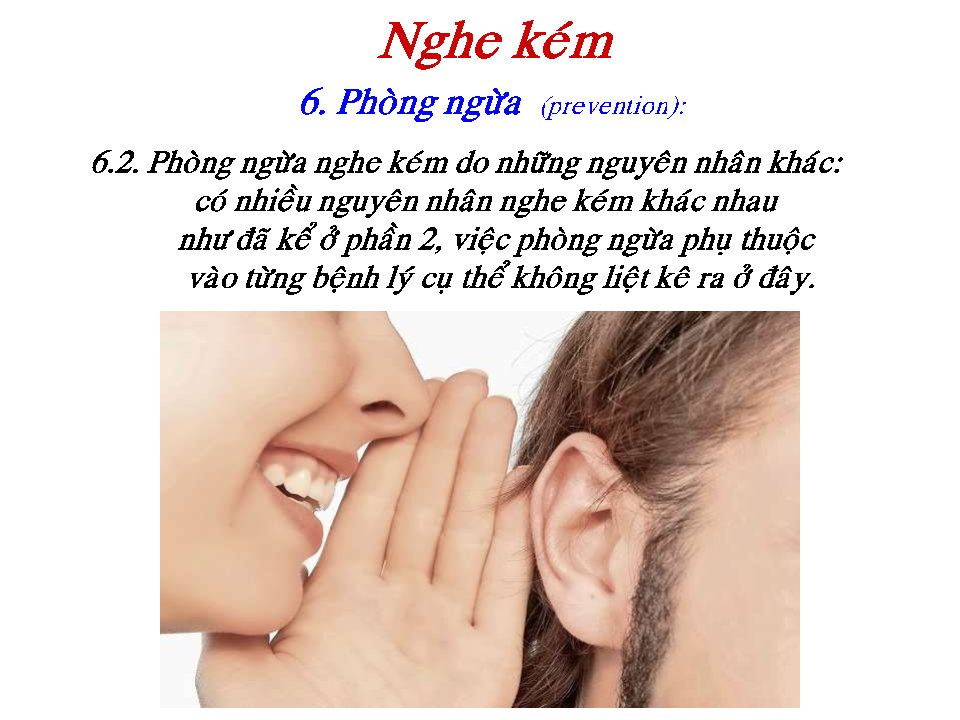 Nghe kém
6. Phòng ngừa (prevention):
6.2. Phòng ngừa nghe kém do những nguyên nhân khác:
có nhiều nguyên nhân nghe kém khác nhau
như đã kể ở phần 2, việc phòng ngừa phụ thuộc
vào từng bệnh lý cụ thể không liệt kê ra ở đây.